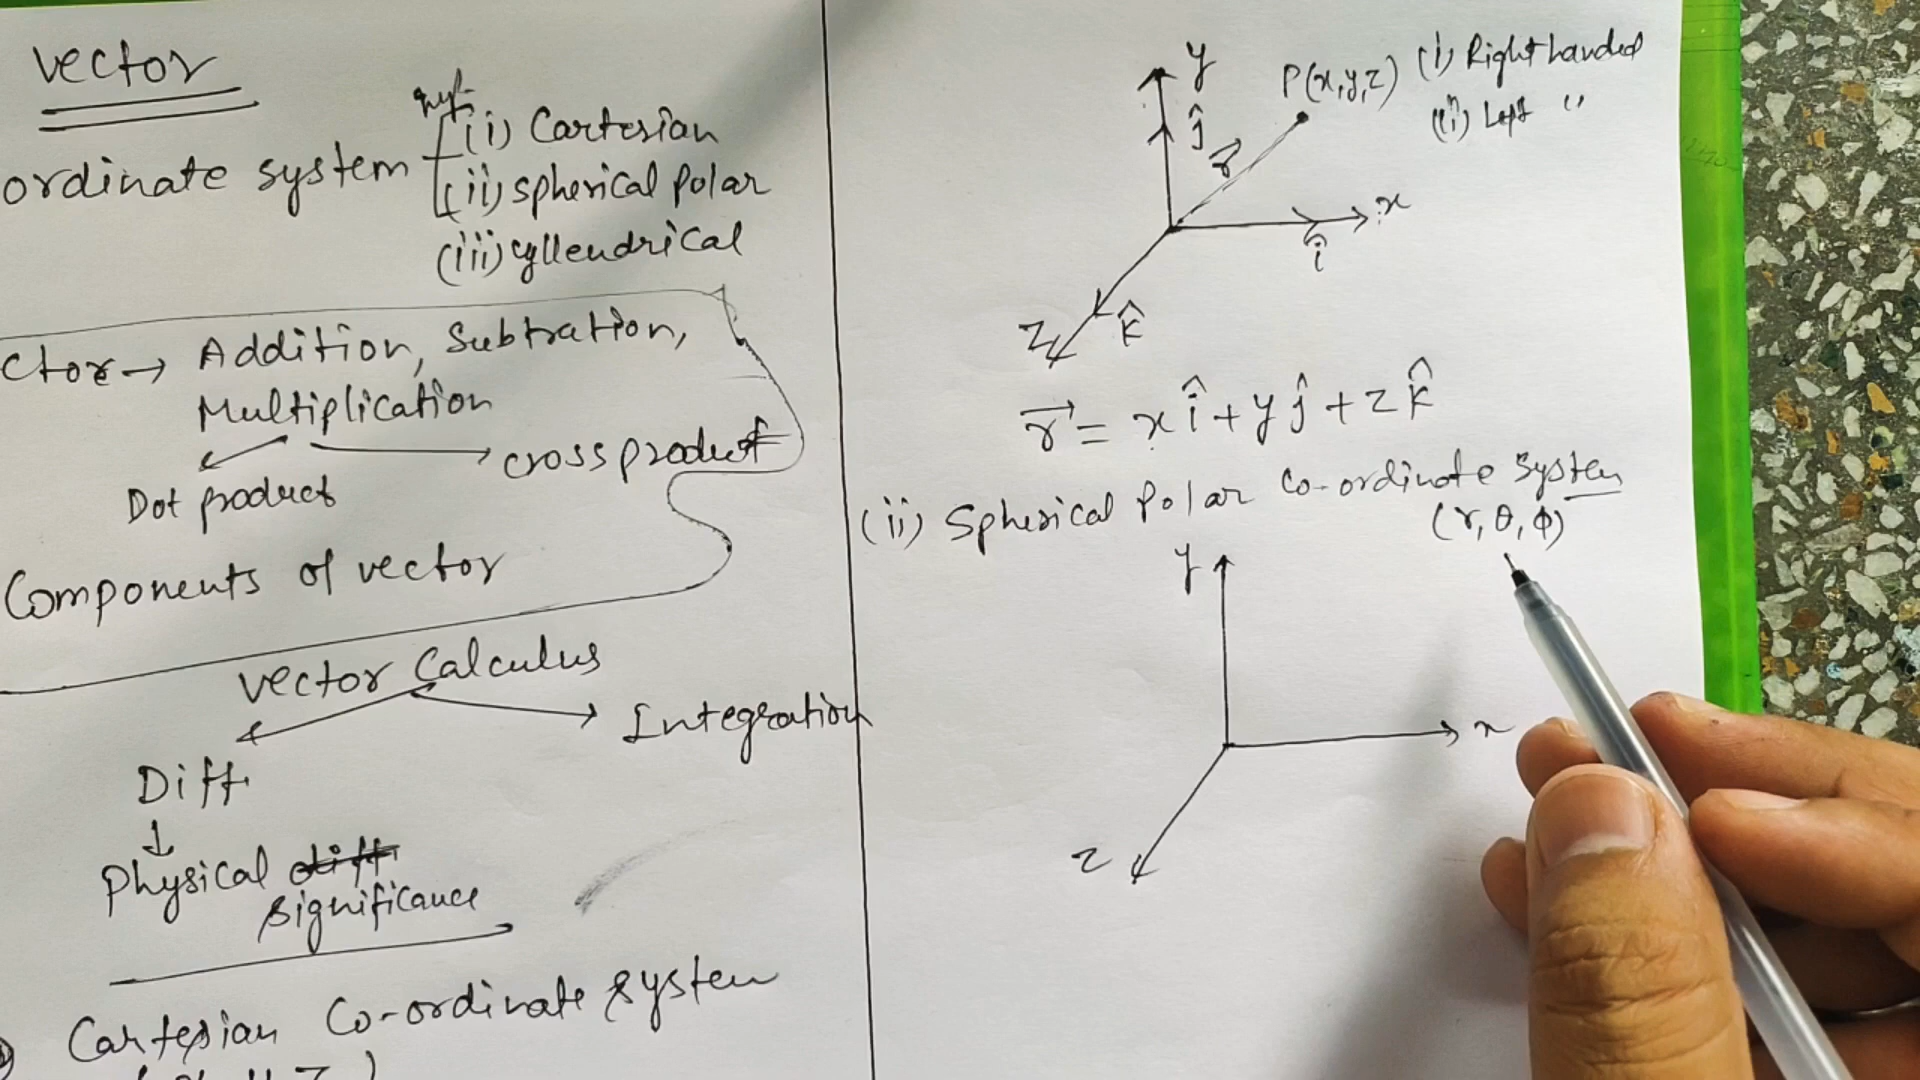 vector
ordinate system
(i) Cartesian
(ii) spherical polar
(iii) cyllendrical
ctor → Addition, Subtration,
Multiplication
Dot product
cross product
Components of vector
vector Calculus
Diff.
Integration
Physical
significance
Cartesian Co-ordinate system
y
ĵ
P(x,y,z)
(i) Right handed
(ii) Left "
r⃗
x
î
z
k̂
r⃗ = x î + y ĵ + z k̂
(ii) Spherical Polar Co-ordinate System
(r, θ, ϕ)
y
x
z